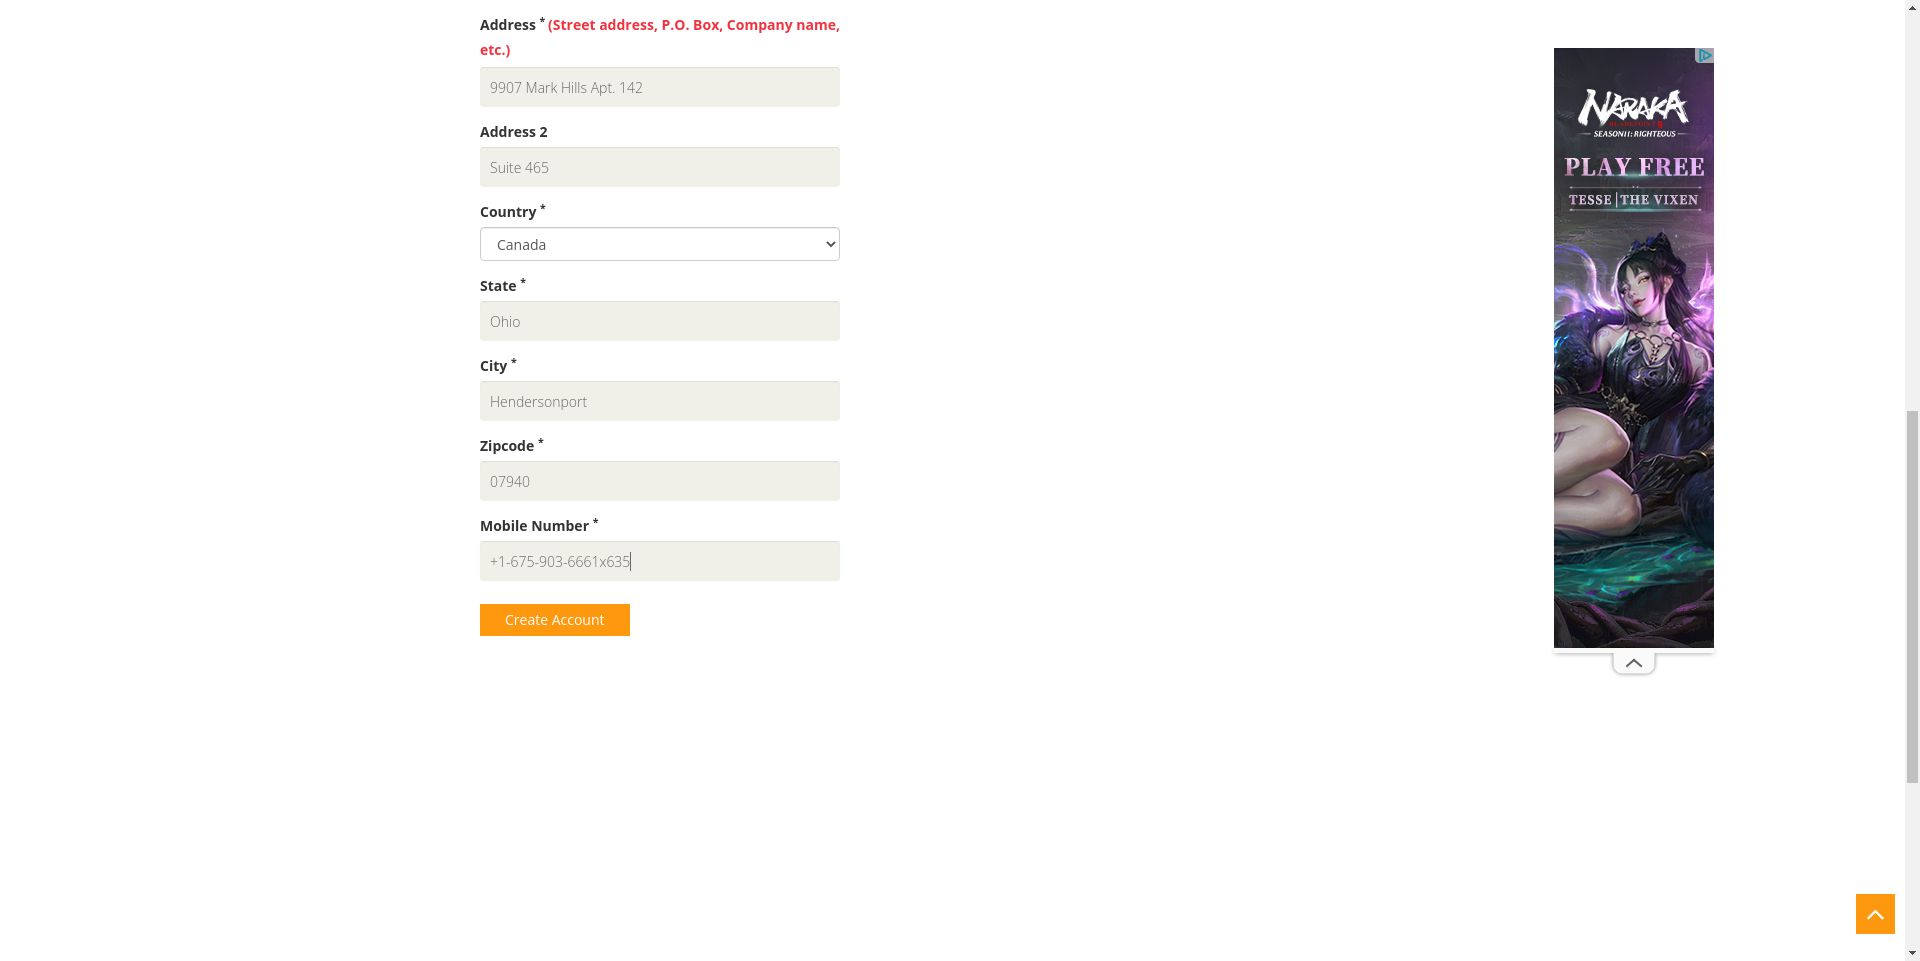 Address * (Street address, P.O. Box, Company name,
etc.)
9907 Mark Hills Apt. 142
Address 2
Suite 465
Country *
Canada
State *
Ohio
City *
Hendersonport
Zipcode *
07940
Mobile Number *
+1-675-903-6661x635
Create Account
NARAKA
SEASON 11: RIGHTEOUS
PLAY FREE
TESSE | THE VIXEN